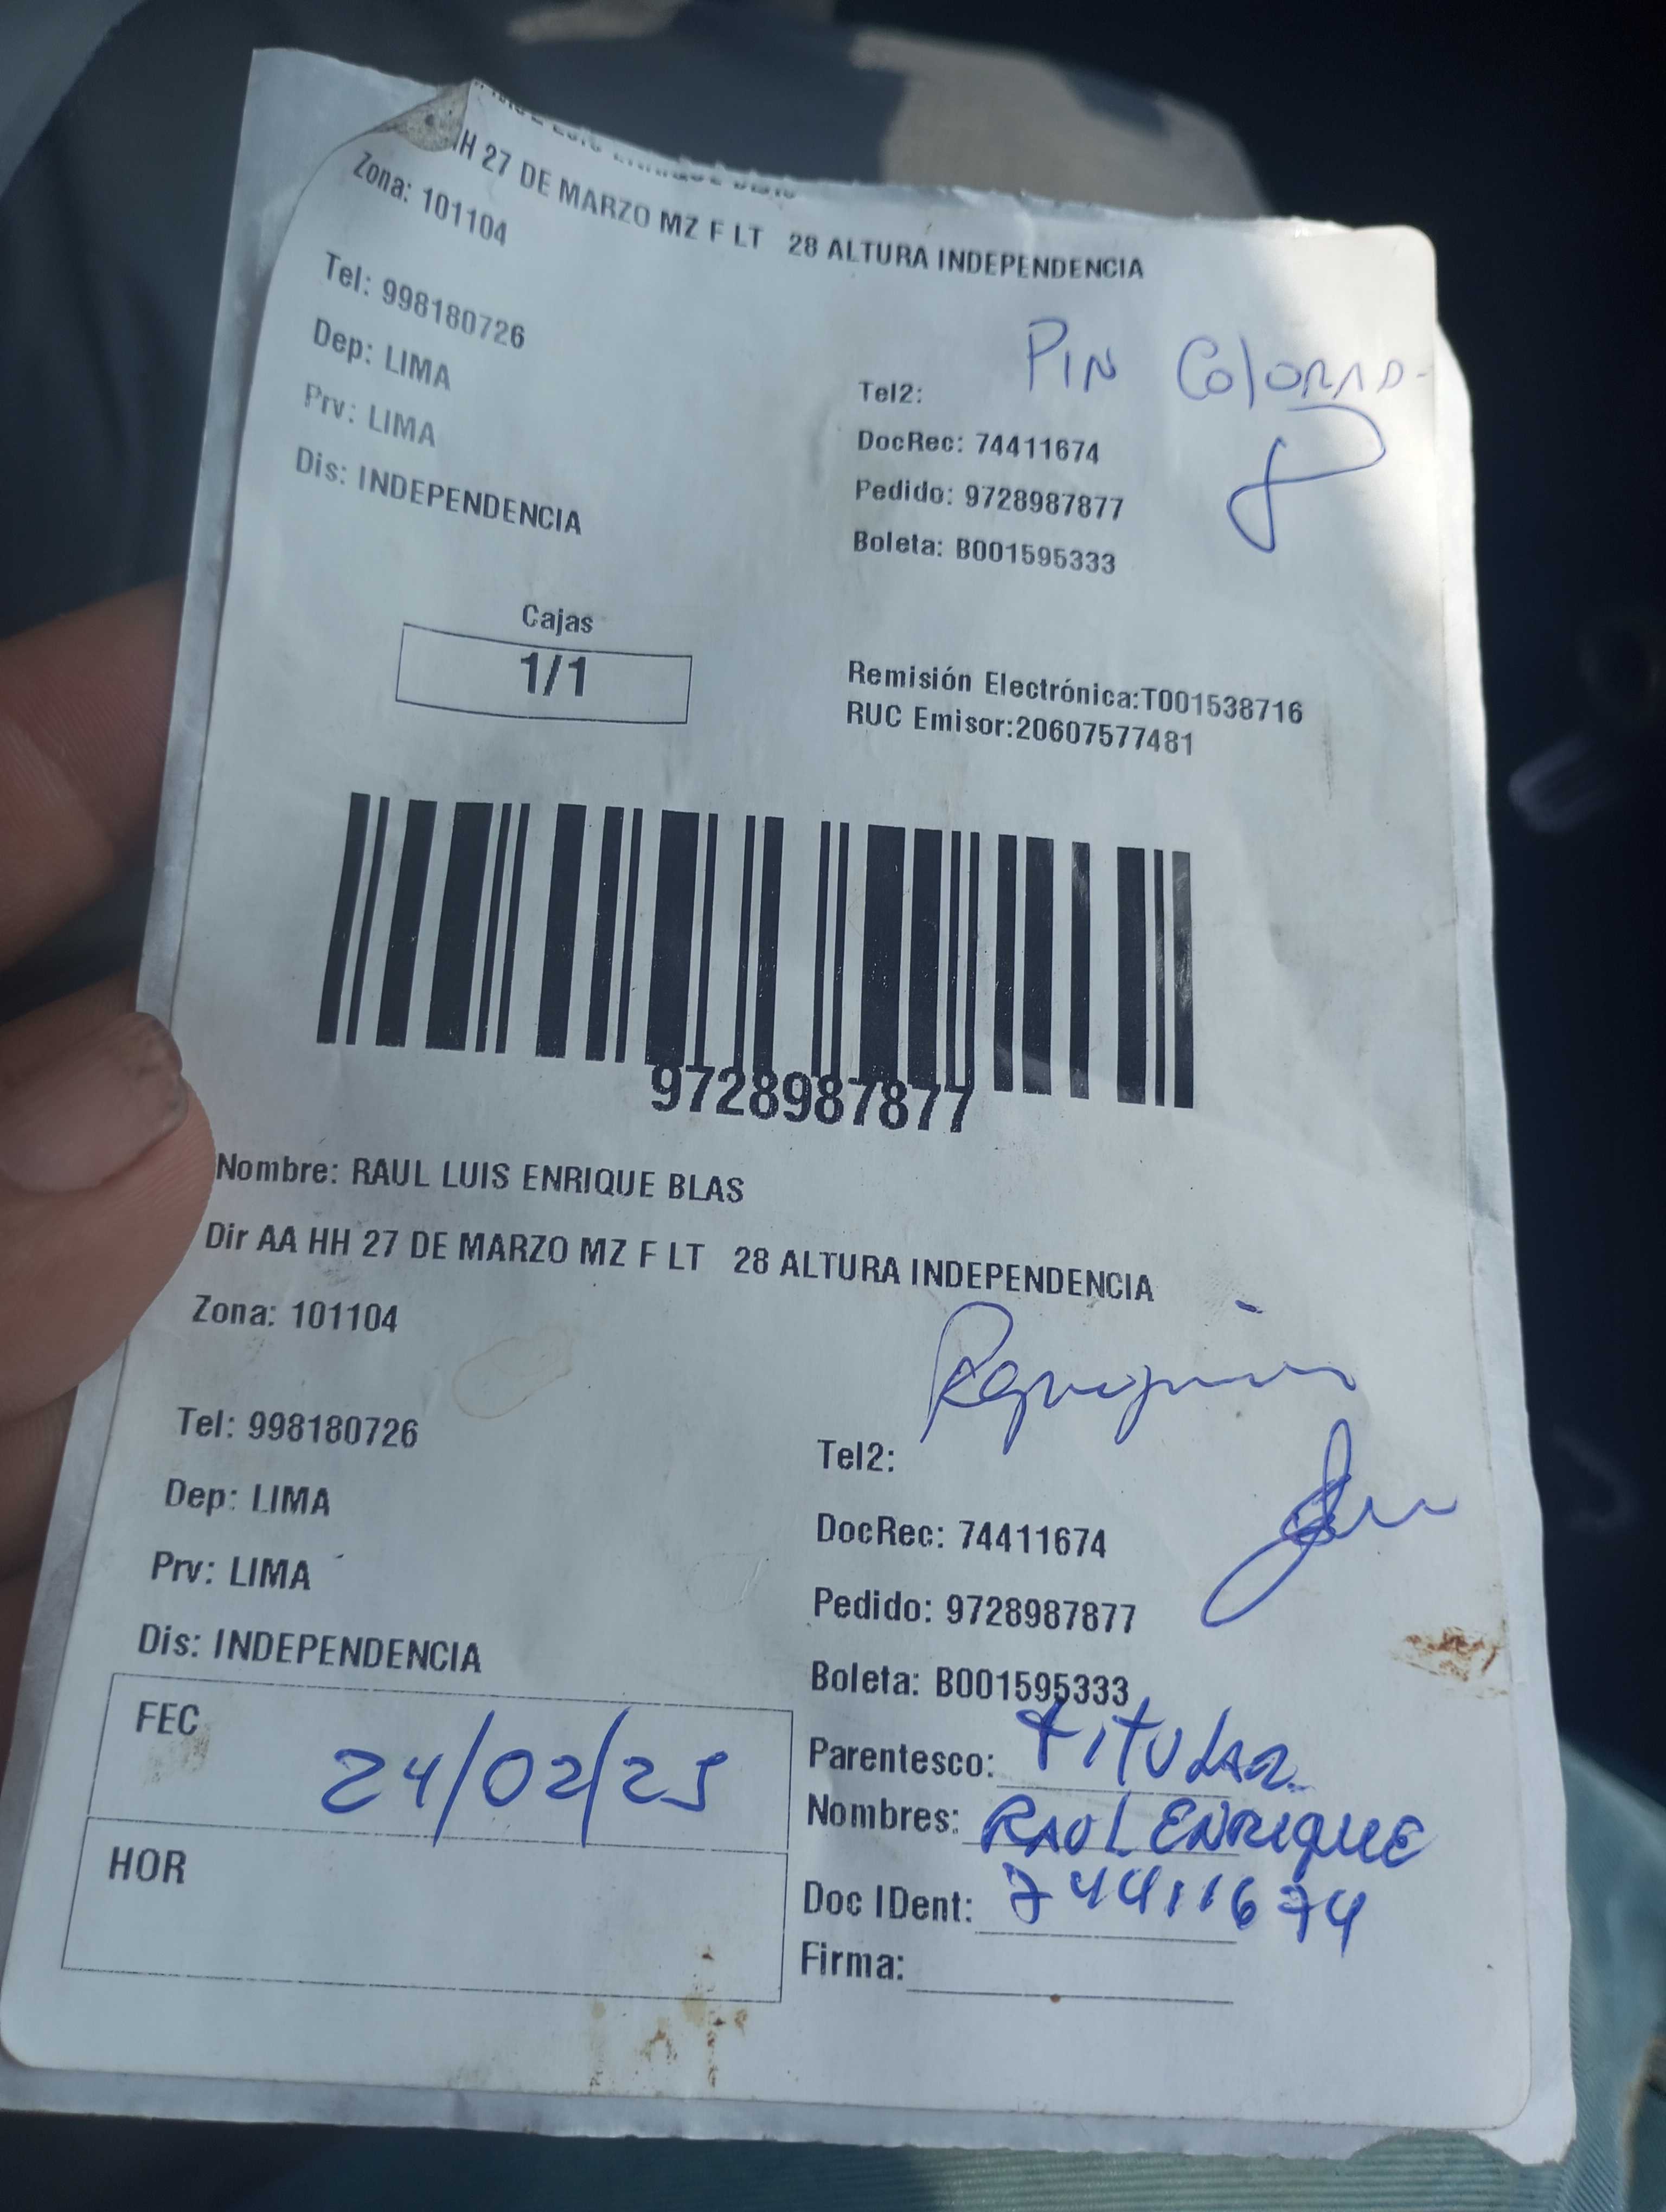 HH 27 DE MARZO MZ F LT 28 ALTURA INDEPENDENCIA
Zona: 101104
Tel: 998180726
PIN COLORAD-
Dep: LIMA
Tel2:
Prv: LIMA
DocRec: 74411674
Dis: INDEPENDENCIA
Pedido: 9728987877
Boleta: B001595333
Cajas
1/1
Remisión Electrónica:T001538716
RUC Emisor:20607577481
9728987877
Nombre: RAUL LUIS ENRIQUE BLAS
Dir AA HH 27 DE MARZO MZ F LT 28 ALTURA INDEPENDENCIA
Zona: 101104
Tel: 998180726
Tel2:
Dep: LIMA
DocRec: 74411674
Prv: LIMA
Pedido: 9728987877
Dis: INDEPENDENCIA
Boleta: B001595333
FEC 24/02/25
Parentesco: TITULAR
Nombres: RAUL ENRIQUE
HOR
Doc IDent: 74411674
Firma: